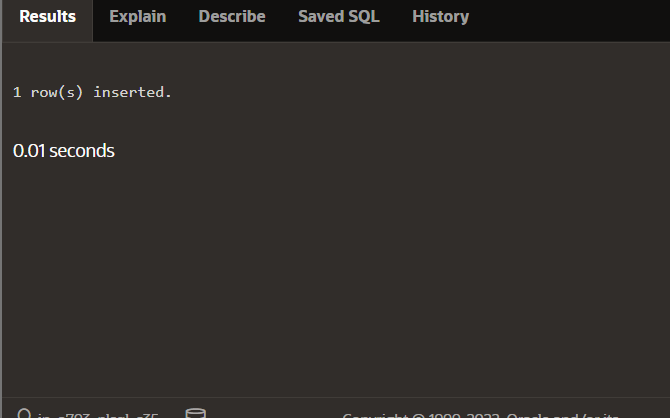 Results Explain Describe Saved SQL History
1 row(s) inserted.
0.01 seconds